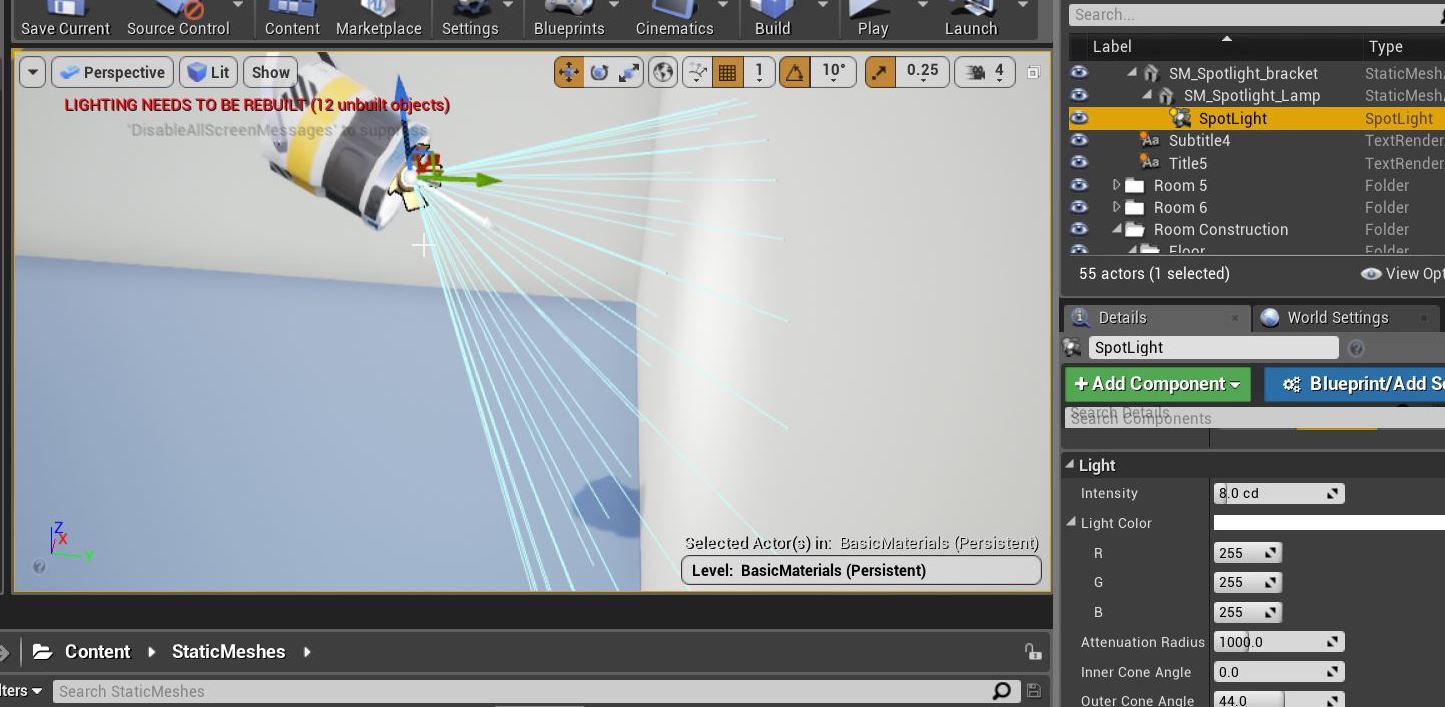 Save Current Source Control Content Marketplace Settings Blueprints Cinematics Build Play Launch
Perspective Lit Show 1 10° 0.25 4
LIGHTING NEEDS TO BE REBUILT (12 unbuilt objects)
'DisableAllScreenMessages' to suppress
Z
X
Y
Selected Actor(s) in: BasicMaterials (Persistent)
Level: BasicMaterials (Persistent)
Content StaticMeshes
lters Search StaticMeshes
Search...
Label Type
SM_Spotlight_bracket StaticMesh
SM_Spotlight_Lamp StaticMesh
SpotLight SpotLight
Aa Subtitle4 TextRender
Aa Title5 TextRender
Room 5 Folder
Room 6 Folder
Room Construction Folder
Floor Folder
55 actors (1 selected) View Opt
Details World Settings
SpotLight
+ Add Component Blueprint/Add Sc
Search Details
Search Components
Light
Intensity 8.0 cd
Light Color
R 255
G 255
B 255
Attenuation Radius 1000.0
Inner Cone Angle 0.0
Outer Cone Angle 44.0